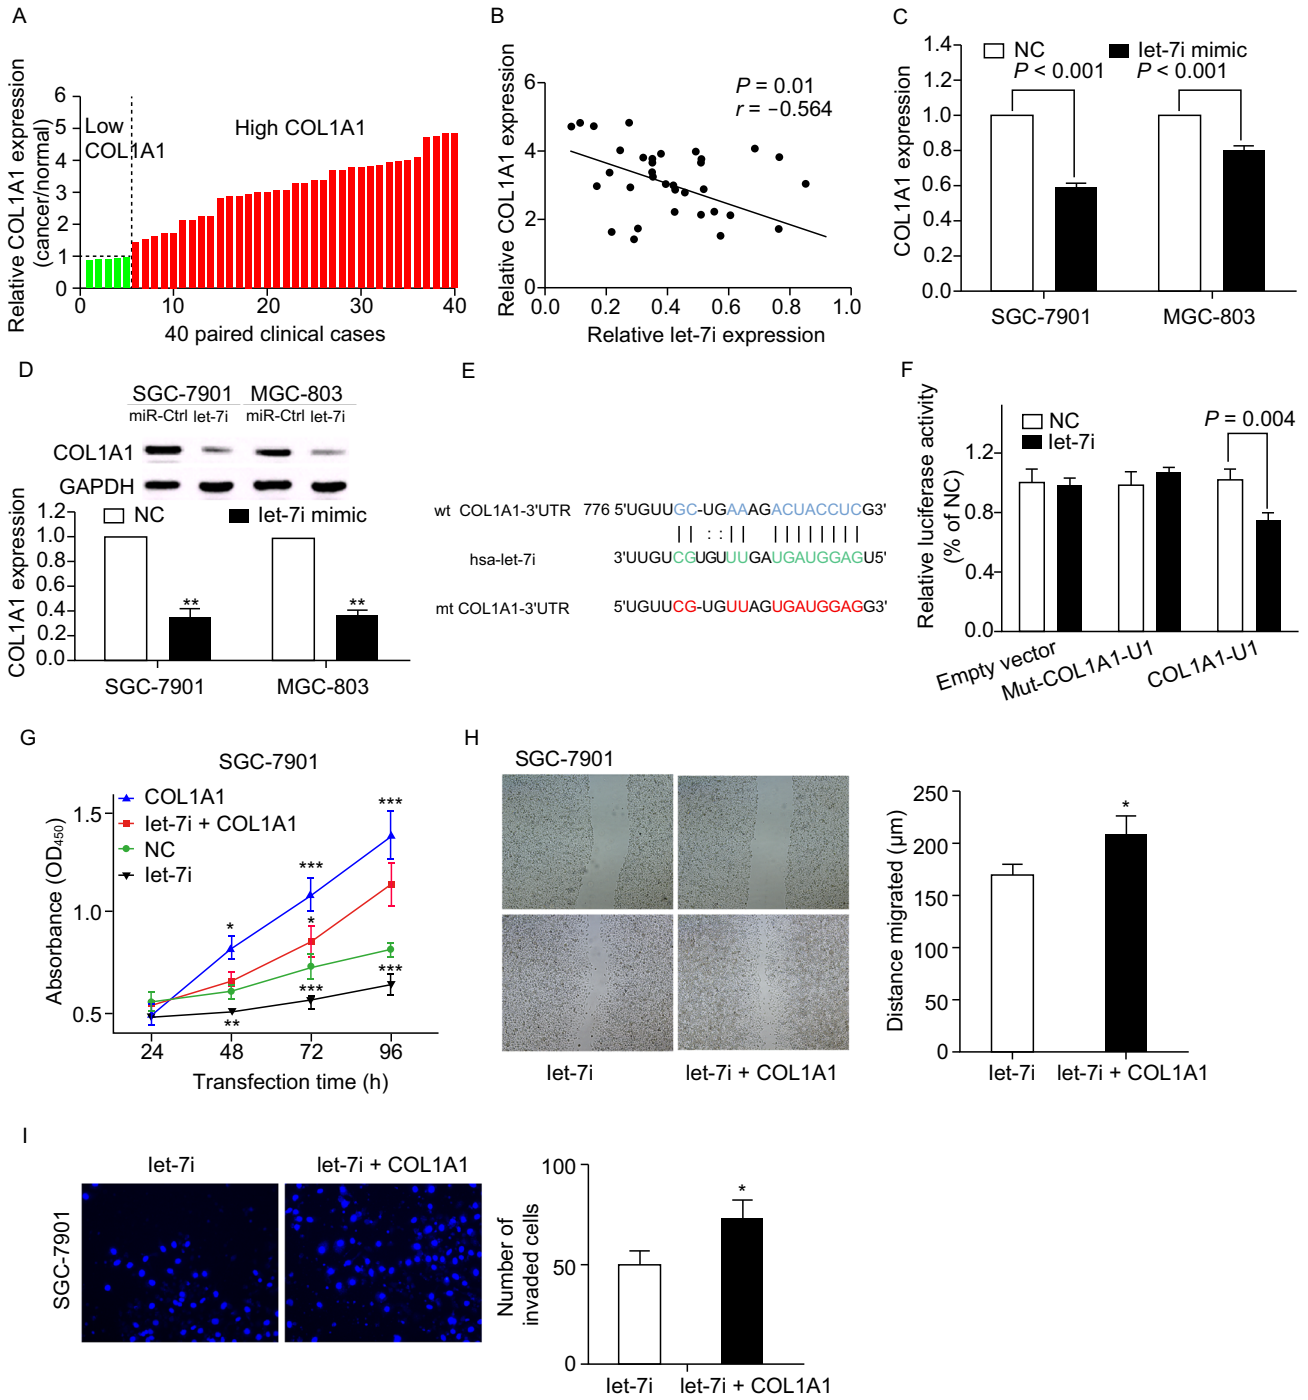 A
Relative COL1A1 expression
(cancer/normal)
6
5
4
3
2
1
0
Low
COL1A1
High COL1A1
0
10
20
30
40
40 paired clinical cases
B
Relative COL1A1 expression
6
4
2
0
P = 0.01
r = −0.564
0.0
0.2
0.4
0.6
0.8
1.0
Relative let-7i expression
C
COL1A1 expression
1.4
1.2
1.0
0.8
0.6
0.4
0.2
0.0
NC
let-7i mimic
P < 0.001
P < 0.001
SGC-7901
MGC-803
D
SGC-7901
MGC-803
miR-Ctrl let-7i
miR-Ctrl let-7i
COL1A1
GAPDH
COL1A1 expression
1.2
1.0
0.8
0.6
0.4
0.2
0.0
NC
let-7i mimic
**
**
SGC-7901
MGC-803
E
wt COL1A1-3'UTR 776 5'UGUUGC-UGAAAGACUACCUCG3'
hsa-let-7i 3'UUGUCGUGUUUGAUGAUGGAGU5'
mt COL1A1-3'UTR 5'UGUUCG-UGUUAGUGAUGGAGG3'
F
Relative luciferase activity
(% of NC)
1.2
0.8
0.4
0.0
NC
let-7i
P = 0.004
Empty vector
Mut-COL1A1-U1
COL1A1-U1
G
SGC-7901
Absorbance (OD450)
1.5
1.0
0.5
COL1A1
let-7i + COL1A1
NC
let-7i
*
**
***
*
***
***
***
24
48
72
96
Transfection time (h)
H
SGC-7901
let-7i
let-7i + COL1A1
Distance migrated (µm)
250
200
150
100
50
0
*
let-7i
let-7i + COL1A1
I
let-7i
let-7i + COL1A1
SGC-7901
Number of
invaded cells
100
50
0
*
let-7i
let-7i + COL1A1